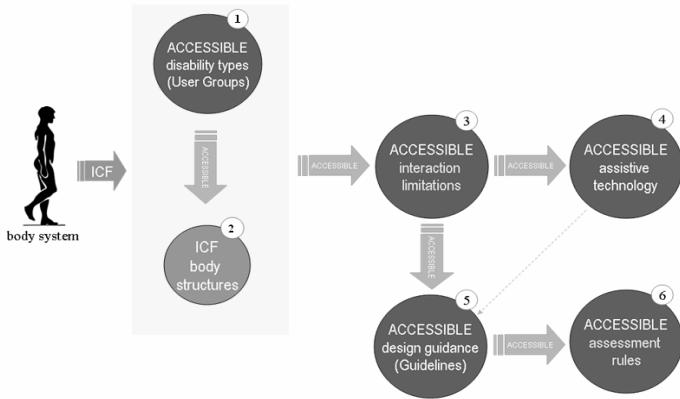 1
ACCESSIBLE
disability types
(User Groups)
ACCESSIBLE
ICF
body system
2
ICF
body
structures
ACCESSIBLE
3
ACCESSIBLE
interaction
limitations
ACCESSIBLE
4
ACCESSIBLE
assistive
technology
ACCESSIBLE
5
ACCESSIBLE
design guidance
(Guidelines)
ACCESSIBLE
6
ACCESSIBLE
assessment
rules